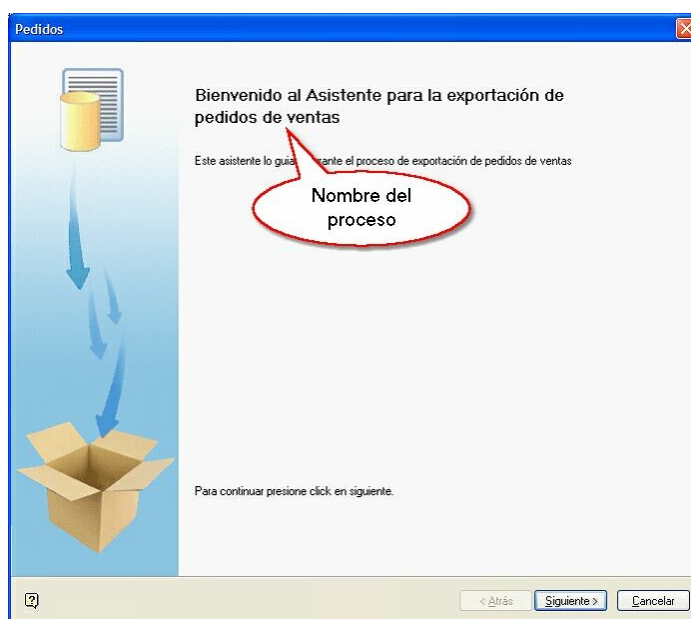 Pedidos
Bienvenido al Asistente para la exportación de
pedidos de ventas
Este asistente lo guia rante el proceso de exportación de pedidos de ventas
Nombre del
proceso
Para continuar presione click en siguiente.
< Atrás Siguiente > Cancelar